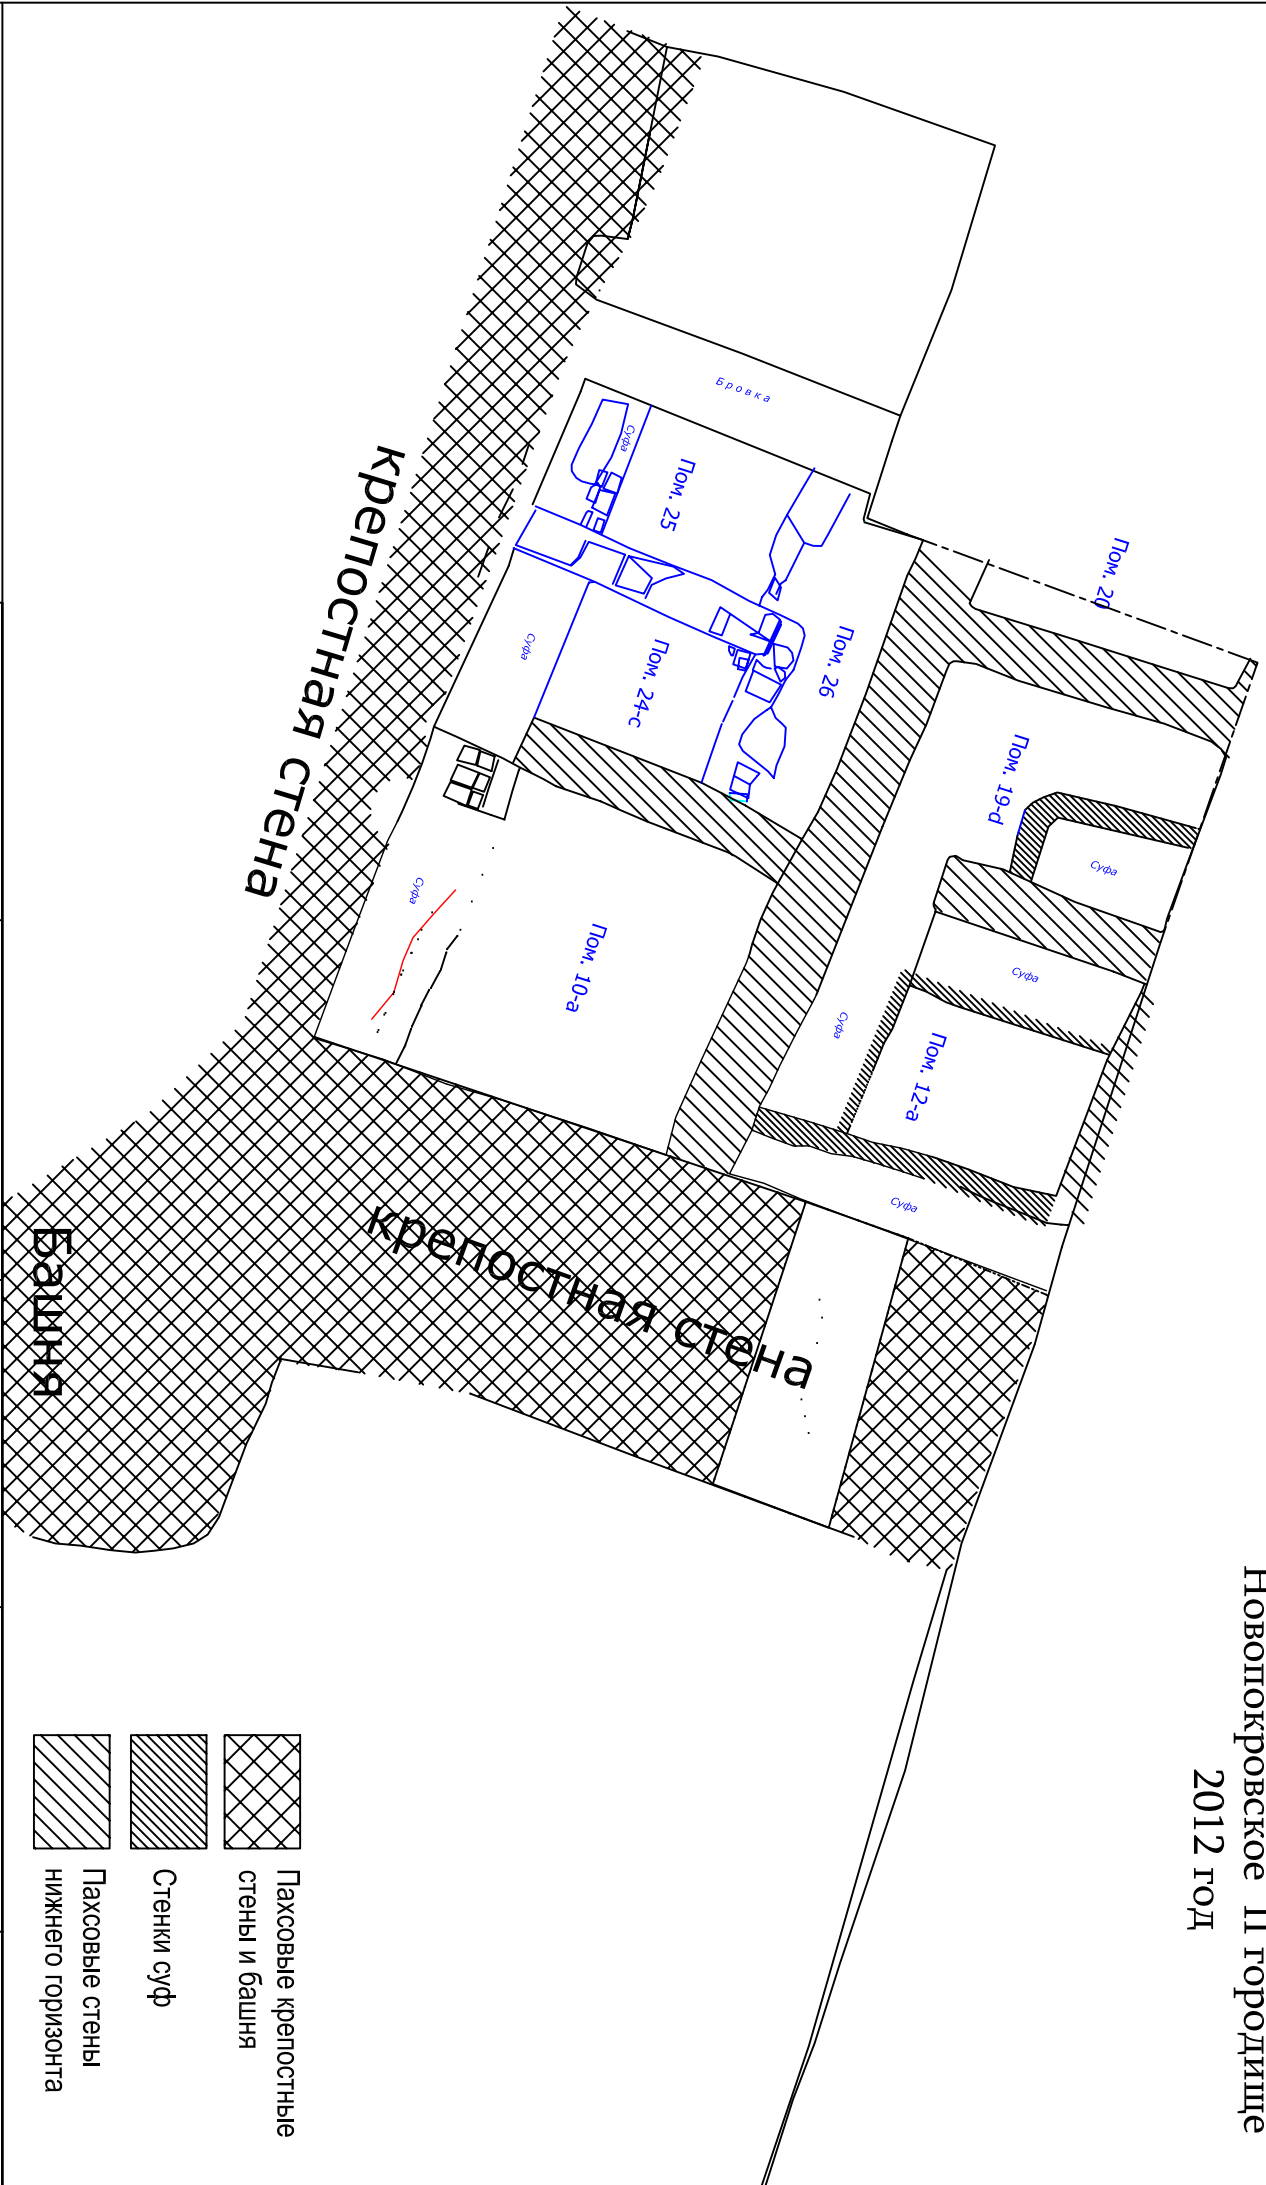 Новопокровское II городище
2012 год
Пом. 20
Пом. 19-d
Суфа
Суфа
Пом. 12-а
Суфа
Суфа
Бровка
Суфа
Пом. 25
Пом. 26
Пом. 24-с
Суфа
Пом. 10-а
Суфа
крепостная стена
крепостная стена
Башня
Пахсовые крепостные
стены и башня
Стенки суф
Пахсовые стены
нижнего горизонта